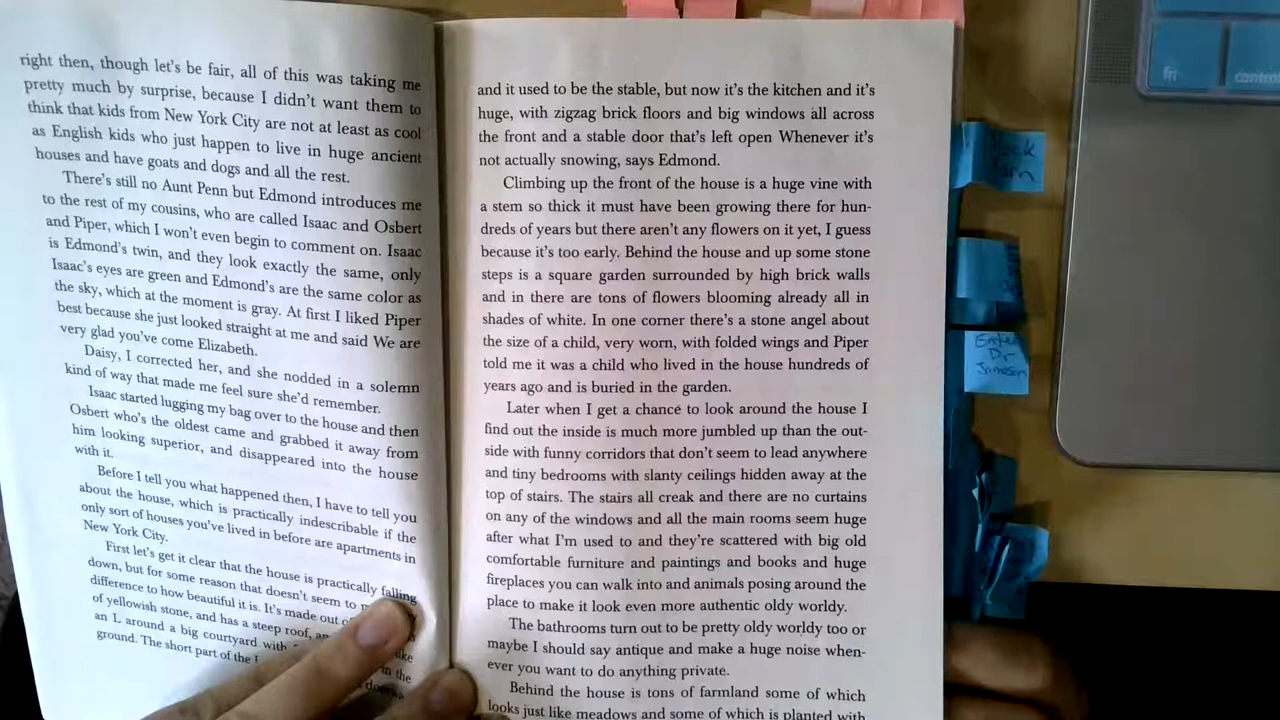 right then, though let's be fair, all of this was taking me
pretty much by surprise, because I didn't want them to
think that kids from New York City are not at least as cool
as English kids who just happen to live in huge ancient
houses and have goats and dogs and all the rest.
There's still no Aunt Penn but Edmond introduces me
to the rest of my cousins, who are called Isaac and Osbert
and Piper, which I won't even begin to comment on. Isaac
is Edmond's twin, and they look exactly the same, only
Isaac's eyes are green and Edmond's are the same color as
the sky, which at the moment is gray. At first I liked Piper
best because she just looked straight at me and said We are
very glad you've come Elizabeth.
Daisy, I corrected her, and she nodded in a solemn
kind of way that made me feel sure she'd remember.
Isaac started lugging my bag over to the house and then
Osbert who's the oldest came and grabbed it away from
him looking superior, and disappeared into the house
with it.
Before I tell you what happened then, I have to tell you
about the house, which is practically indescribable if the
only sort of houses you've lived in before are apartments in
New York City.
First let's get it clear that the house is practically falling
down, but for some reason that doesn't seem to
difference to how beautiful it is. It's made out
of yellowish stone, and has a steep roof,
an L around a big courtyard with
in the
ground. The short part of the
and it used to be the stable, but now it's the kitchen and it's
huge, with zigzag brick floors and big windows all across
the front and a stable door that's left open Whenever it's
not actually snowing, says Edmond.
Climbing up the front of the house is a huge vine with
a stem so thick it must have been growing there for hun-
dreds of years but there aren't any flowers on it yet, I guess
because it's too early. Behind the house and up some stone
steps is a square garden surrounded by high brick walls
and in there are tons of flowers blooming already all in
shades of white. In one corner there's a stone angel about
the size of a child, very worn, with folded wings and Piper
told me it was a child who lived in the house hundreds of
years ago and is buried in the garden.
Later when I get a chance to look around the house I
find out the inside is much more jumbled up than the out-
side with funny corridors that don't seem to lead anywhere
and tiny bedrooms with slanty ceilings hidden away at the
top of stairs. The stairs all creak and there are no curtains
on any of the windows and all the main rooms seem huge
after what I'm used to and they're scattered with big old
comfortable furniture and paintings and books and huge
fireplaces you can walk into and animals posing around the
place to make it look even more authentic oldy worldy.
The bathrooms turn out to be pretty oldy worldy too or
maybe I should say antique and make a huge noise when-
ever you want to do anything private.
Behind the house is tons of farmland some of which
looks just like meadows and some of which is planted with
Enter
Dr
Jameson
fn
control